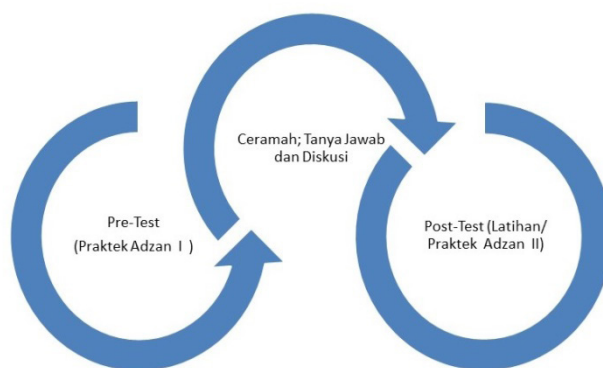 Pre-Test
(Praktek Adzan I )
Ceramah; Tanya Jawab
dan Diskusi
Post-Test (Latihan/
Praktek Adzan II)